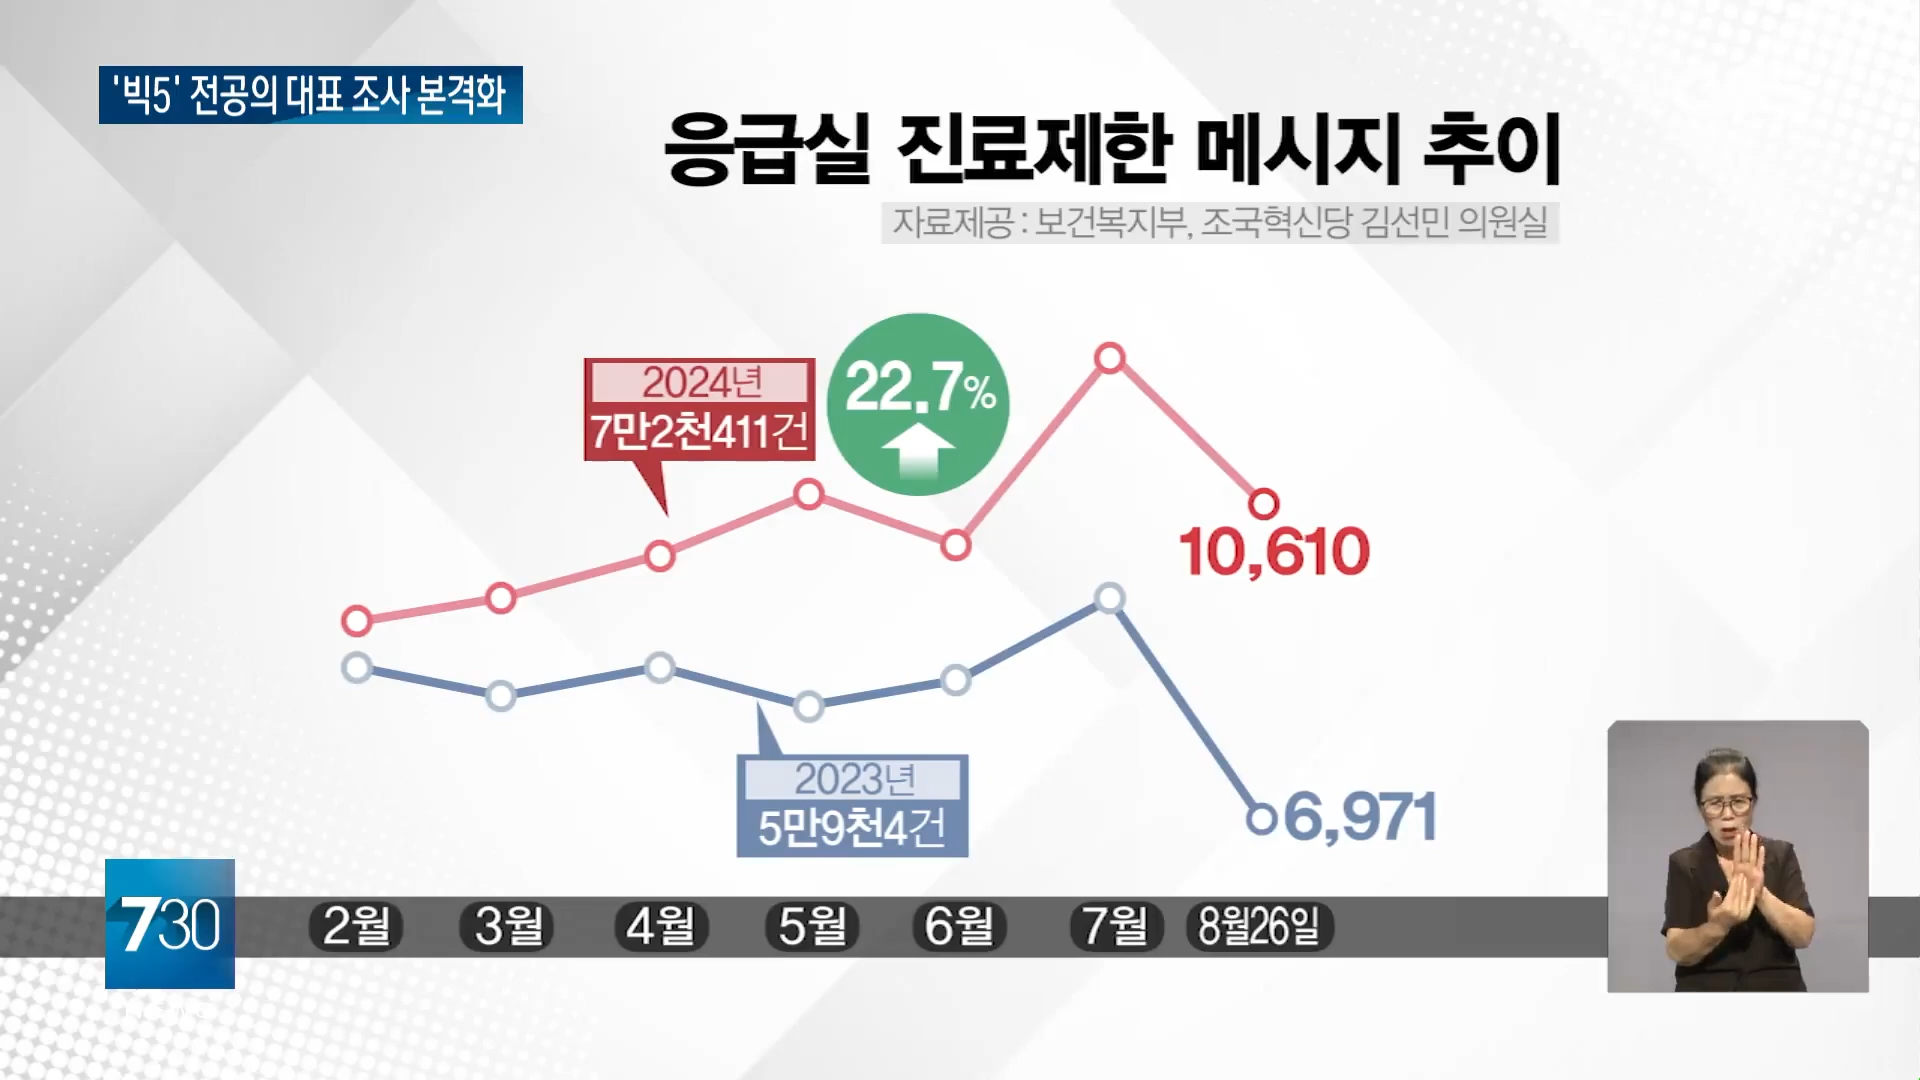 '빅5' 전공의 대표 조사 본격화
응급실 진료제한 메시지 추이
자료제공 : 보건복지부, 조국혁신당 김선민 의원실
2024년
7만2천411건
22.7%
10,610
2023년
5만9천4건
6,971
730
2월 3월 4월 5월 6월 7월 8월26일